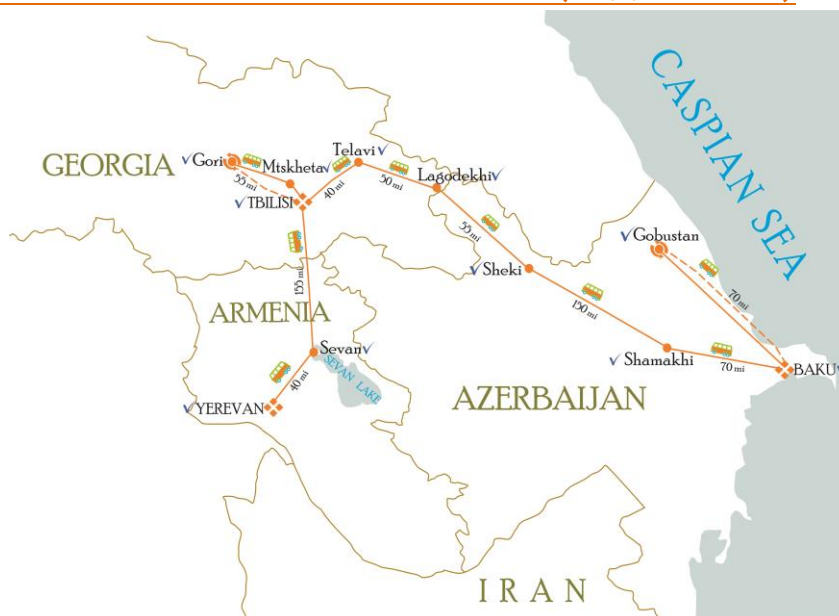 CASPIAN SEA
GEORGIA
Gori
Mtskheta
Telavi
Lagodekhi
55 mi
TBILISI
40 mi
50 mi
55 mi
Gobustan
Sheki
70 mi
155 mi
150 mi
ARMENIA
Sevan
SEVAN LAKE
Shamakhi
70 mi
BAKU
40 mi
YEREVAN
AZERBAIJAN
IRAN